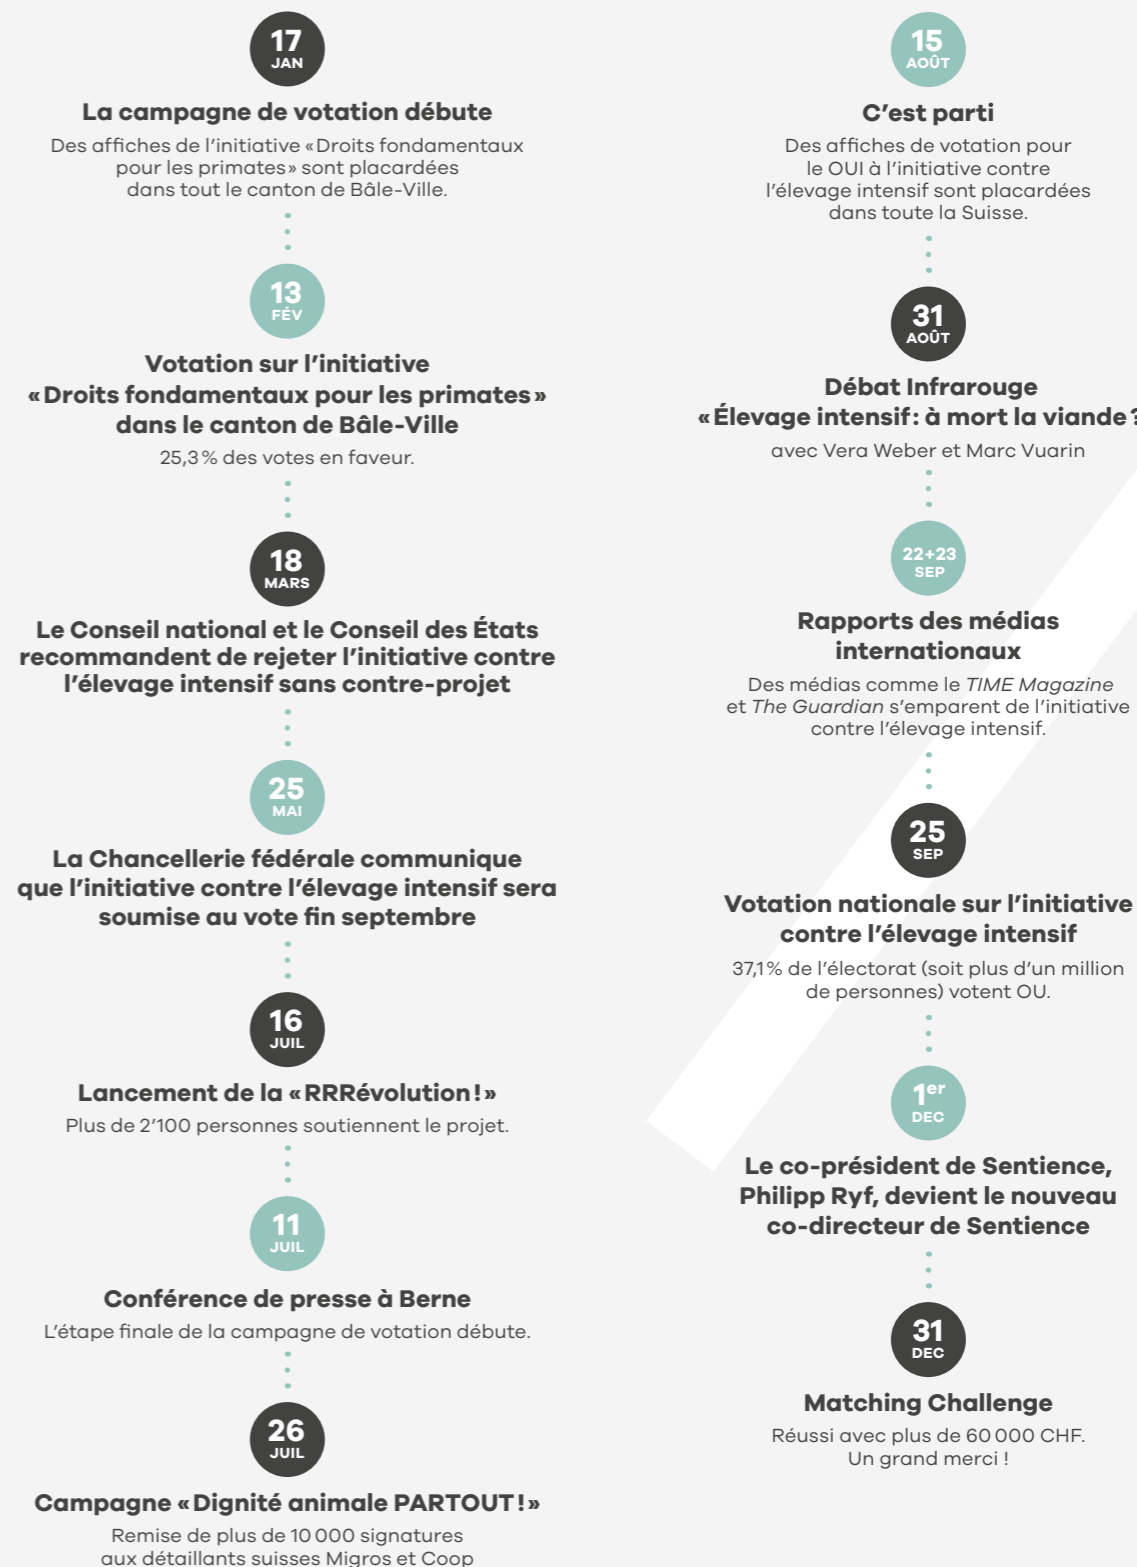 17
JAN
La campagne de votation débute
Des affiches de l'initiative «Droits fondamentaux
pour les primates» sont placardées
dans tout le canton de Bâle-Ville.
13
FÉV
Votation sur l'initiative
«Droits fondamentaux pour les primates»
dans le canton de Bâle-Ville
25,3% des votes en faveur.
18
MARS
Le Conseil national et le Conseil des États
recommandent de rejeter l'initiative contre
l'élevage intensif sans contre-projet
25
MAI
La Chancellerie fédérale communique
que l'initiative contre l'élevage intensif sera
soumise au vote fin septembre
16
JUIL
Lancement de la «RRRévolution!»
Plus de 2'100 personnes soutiennent le projet.
11
JUIL
Conférence de presse à Berne
L'étape finale de la campagne de votation débute.
26
JUIL
Campagne «Dignité animale PARTOUT!»
Remise de plus de 10 000 signatures
aux détaillants suisses Migros et Coop
15
AOÛT
C'est parti
Des affiches de votation pour
le OUI à l'initiative contre
l'élevage intensif sont placardées
dans toute la Suisse.
31
AOÛT
Débat Infrarouge
«Élevage intensif: à mort la viande?
avec Vera Weber et Marc Vuarin
22+23
SEP
Rapports des médias
internationaux
Des médias comme le TIME Magazine
et The Guardian s'emparent de l'initiative
contre l'élevage intensif.
25
SEP
Votation nationale sur l'initiative
contre l'élevage intensif
37,1% de l'électorat (soit plus d'un million
de personnes) votent OU.
1er
DEC
Le co-président de Sentience,
Philipp Ryf, devient le nouveau
co-directeur de Sentience
31
DEC
Matching Challenge
Réussi avec plus de 60 000 CHF.
Un grand merci !